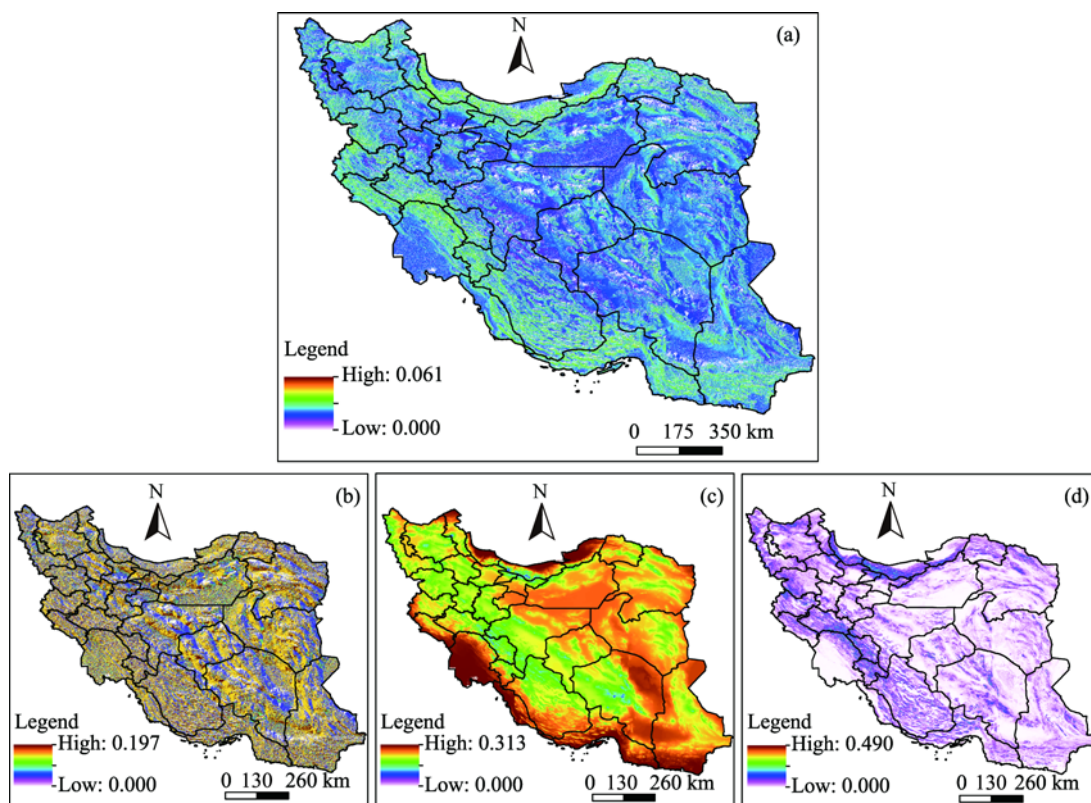 N
(a)
Legend
High: 0.061
Low: 0.000
0 175 350 km
N
(b)
Legend
High: 0.197
Low: 0.000
0 130 260 km
N
(c)
Legend
High: 0.313
Low: 0.000
0 130 260 km
N
(d)
Legend
High: 0.490
Low: 0.000
0 130 260 km